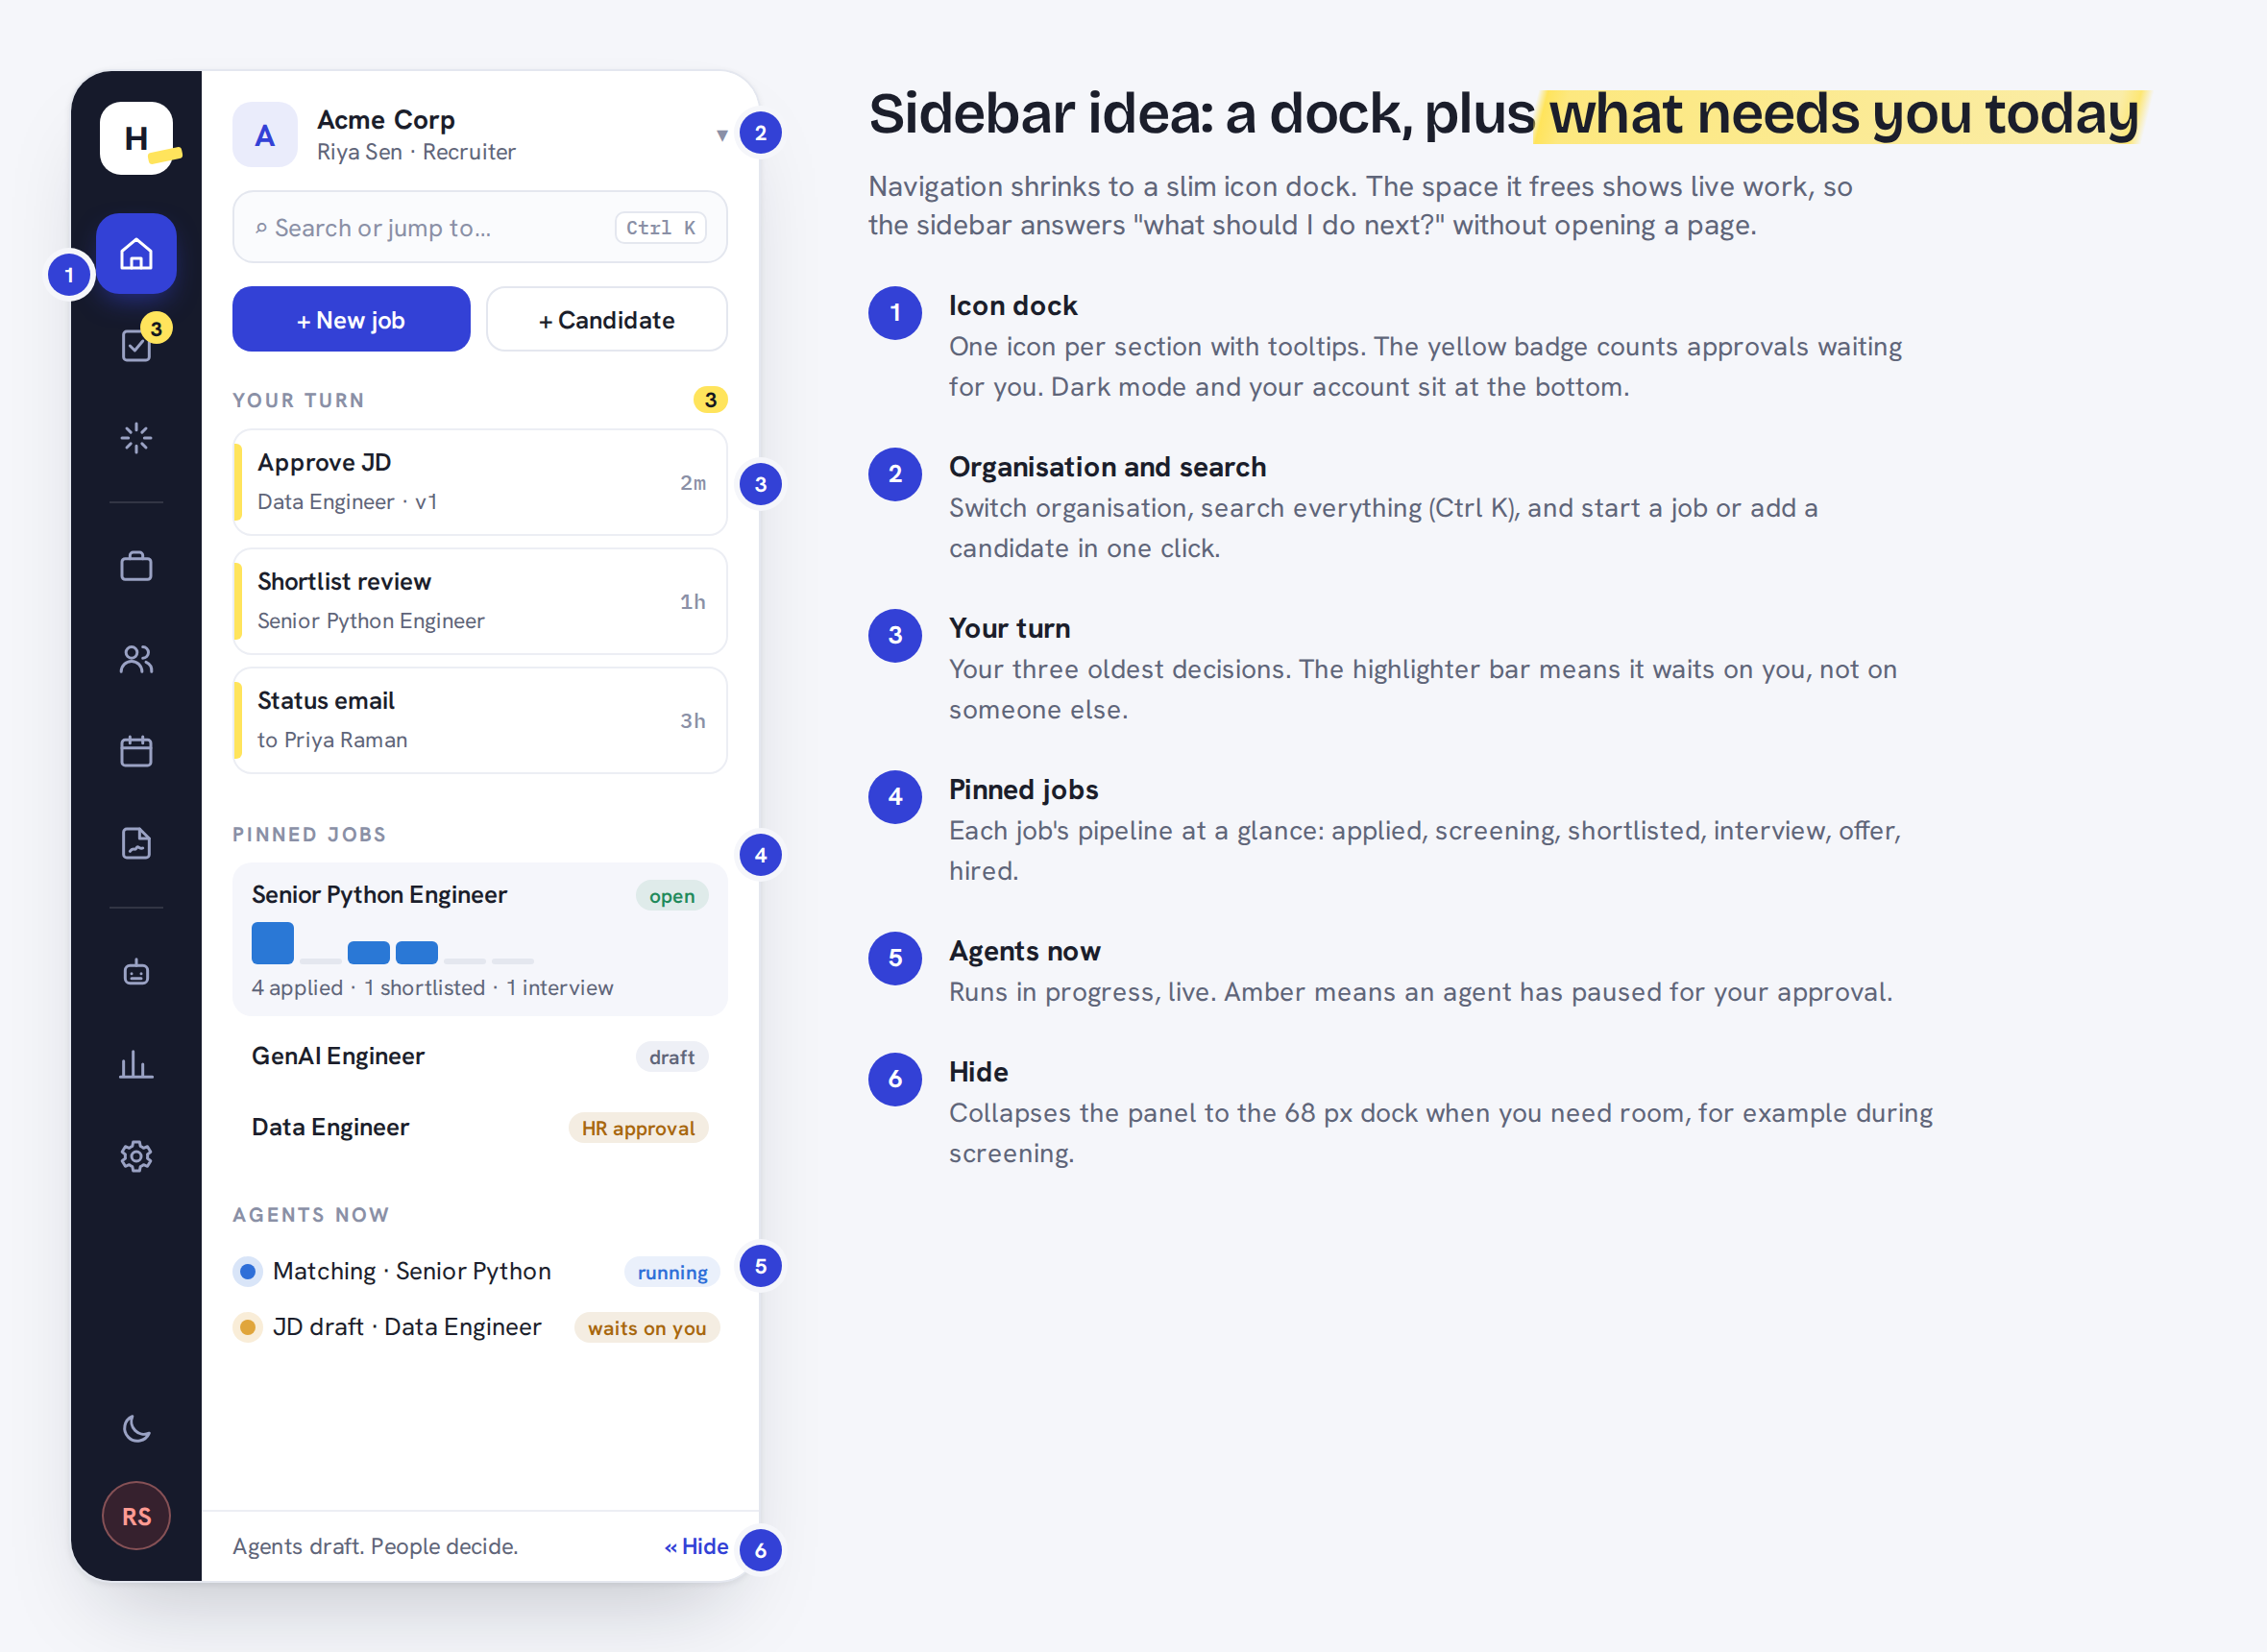 H
1
3
RS
A
Acme Corp
▾
2
Riya Sen · Recruiter
Search or jump to...
Ctrl K
+ New job
+ Candidate
YOUR TURN
3
Approve JD
2m
3
Data Engineer · v1
Shortlist review
1h
Senior Python Engineer
Status email
3h
to Priya Raman
PINNED JOBS
4
Senior Python Engineer
open
4 applied · 1 shortlisted · 1 interview
GenAI Engineer
draft
Data Engineer
HR approval
AGENTS NOW
Matching · Senior Python
running
5
JD draft · Data Engineer
waits on you
Agents draft. People decide.
« Hide
6
Sidebar idea: a dock, plus what needs you today
Navigation shrinks to a slim icon dock. The space it frees shows live work, so
the sidebar answers "what should I do next?" without opening a page.
1
Icon dock
One icon per section with tooltips. The yellow badge counts approvals waiting
for you. Dark mode and your account sit at the bottom.
2
Organisation and search
Switch organisation, search everything (Ctrl K), and start a job or add a
candidate in one click.
3
Your turn
Your three oldest decisions. The highlighter bar means it waits on you, not on
someone else.
4
Pinned jobs
Each job's pipeline at a glance: applied, screening, shortlisted, interview, offer,
hired.
5
Agents now
Runs in progress, live. Amber means an agent has paused for your approval.
6
Hide
Collapses the panel to the 68 px dock when you need room, for example during
screening.